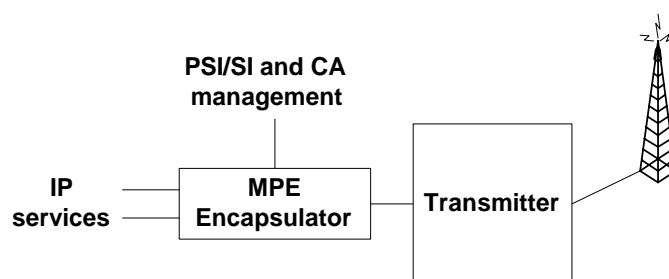 PSI/SI and CA
management
IP
services
MPE
Encapsulator
Transmitter